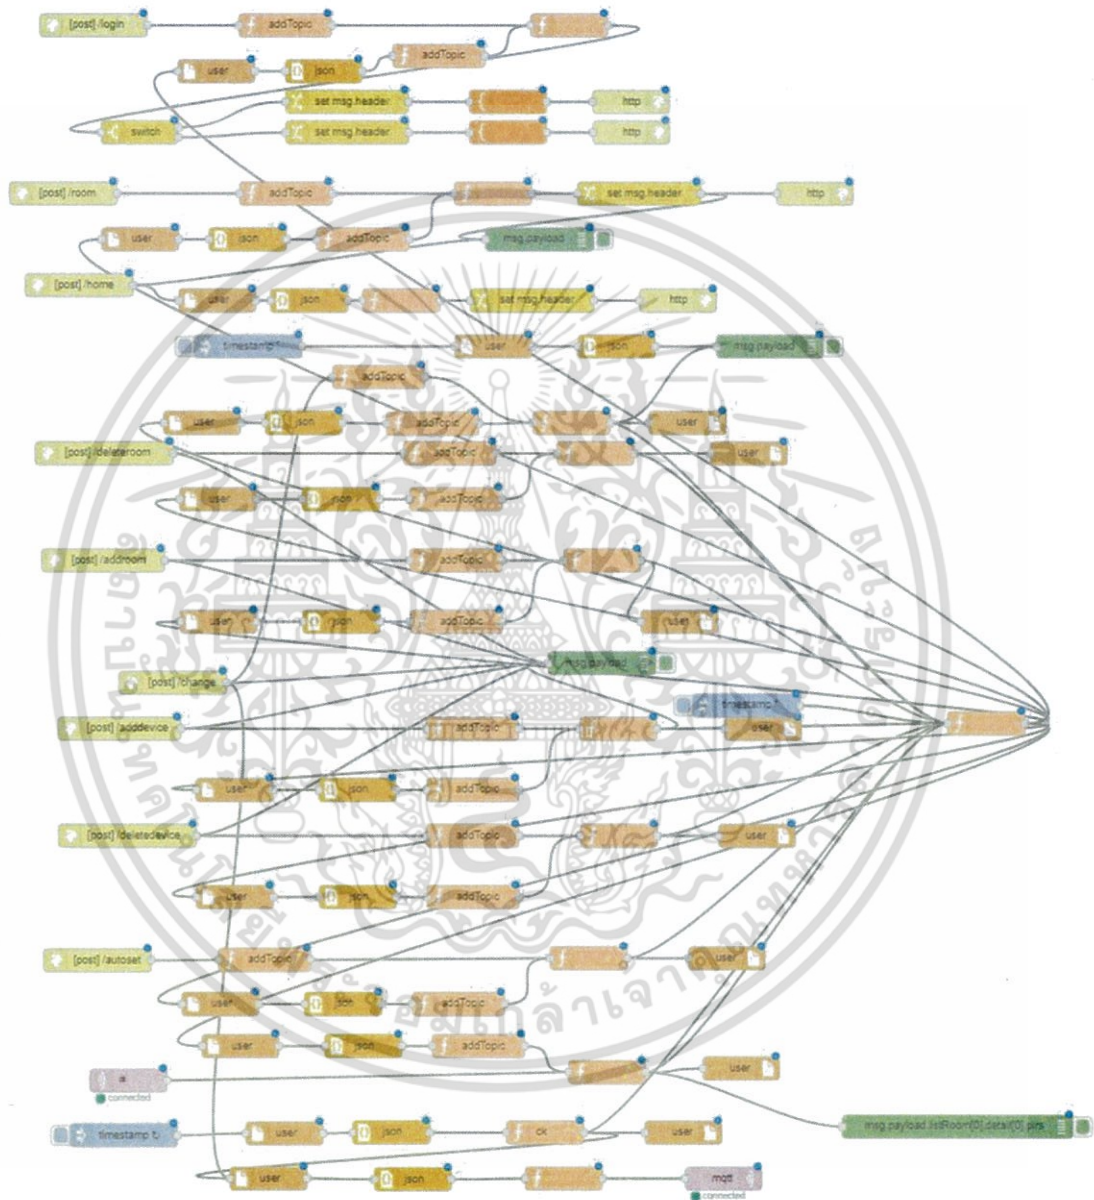 [post] /login addTopic
user json addTopic
set msg.header http
switch set msg.header http
[post] /room addTopic set msg.header http
user json addTopic msg.payload
[post] /home
user json set msg.header http
timestamp user json msg.payload
addTopic
user json addTopic user
[post] /deleteroom addTopic user
user json addTopic
[post] /addroom addTopic
user json addTopic user
msg.payload
[post] /change
timestamp
[post] /adddevice addTopic user
user json addTopic
[post] /deletedevice addTopic user
user json addTopic
[post] /autoset addTopic user
user json addTopic
user json addTopic
user
connected
msg.payload.listRoom[0].detail[0].pirs
timestamp user json ck user
user json mqtt
connected